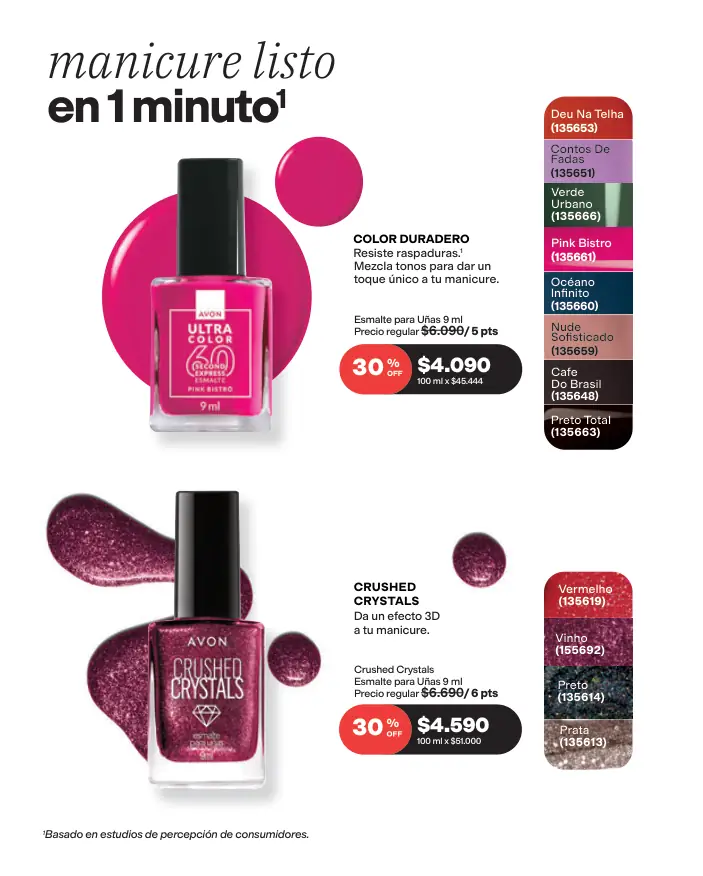 manicure listo
en 1 minuto¹
AVON
ULTRA
COLOR
60
SECOND
EXPRESS
ESMALTE
PINK BISTRÔ
9 ml
COLOR DURADERO
Resiste raspaduras.¹
Mezcla tonos para dar un
toque único a tu manicure.
Esmalte para Uñas 9 ml
Precio regular $6.090/ 5 pts
30 % OFF
$4.090
100 ml x $45.444
Deu Na Telha
(135653)
Contos De
Fadas
(135651)
Verde
Urbano
(135666)
Pink Bistro
(135661)
Océano
Infinito
(135660)
Nude
Sofisticado
(135659)
Cafe
Do Brasil
(135648)
Preto Total
(135663)
AVON
CRUSHED
CRYSTALS
esmalte
para uñas
9ml
CRUSHED
CRYSTALS
Da un efecto 3D
a tu manicure.
Crushed Crystals
Esmalte para Uñas 9 ml
Precio regular $6.690/ 6 pts
30 % OFF
$4.590
100 ml x $51.000
Vermelho
(135619)
Vinho
(155692)
Preto
(135614)
Prata
(135613)
¹Basado en estudios de percepción de consumidores.